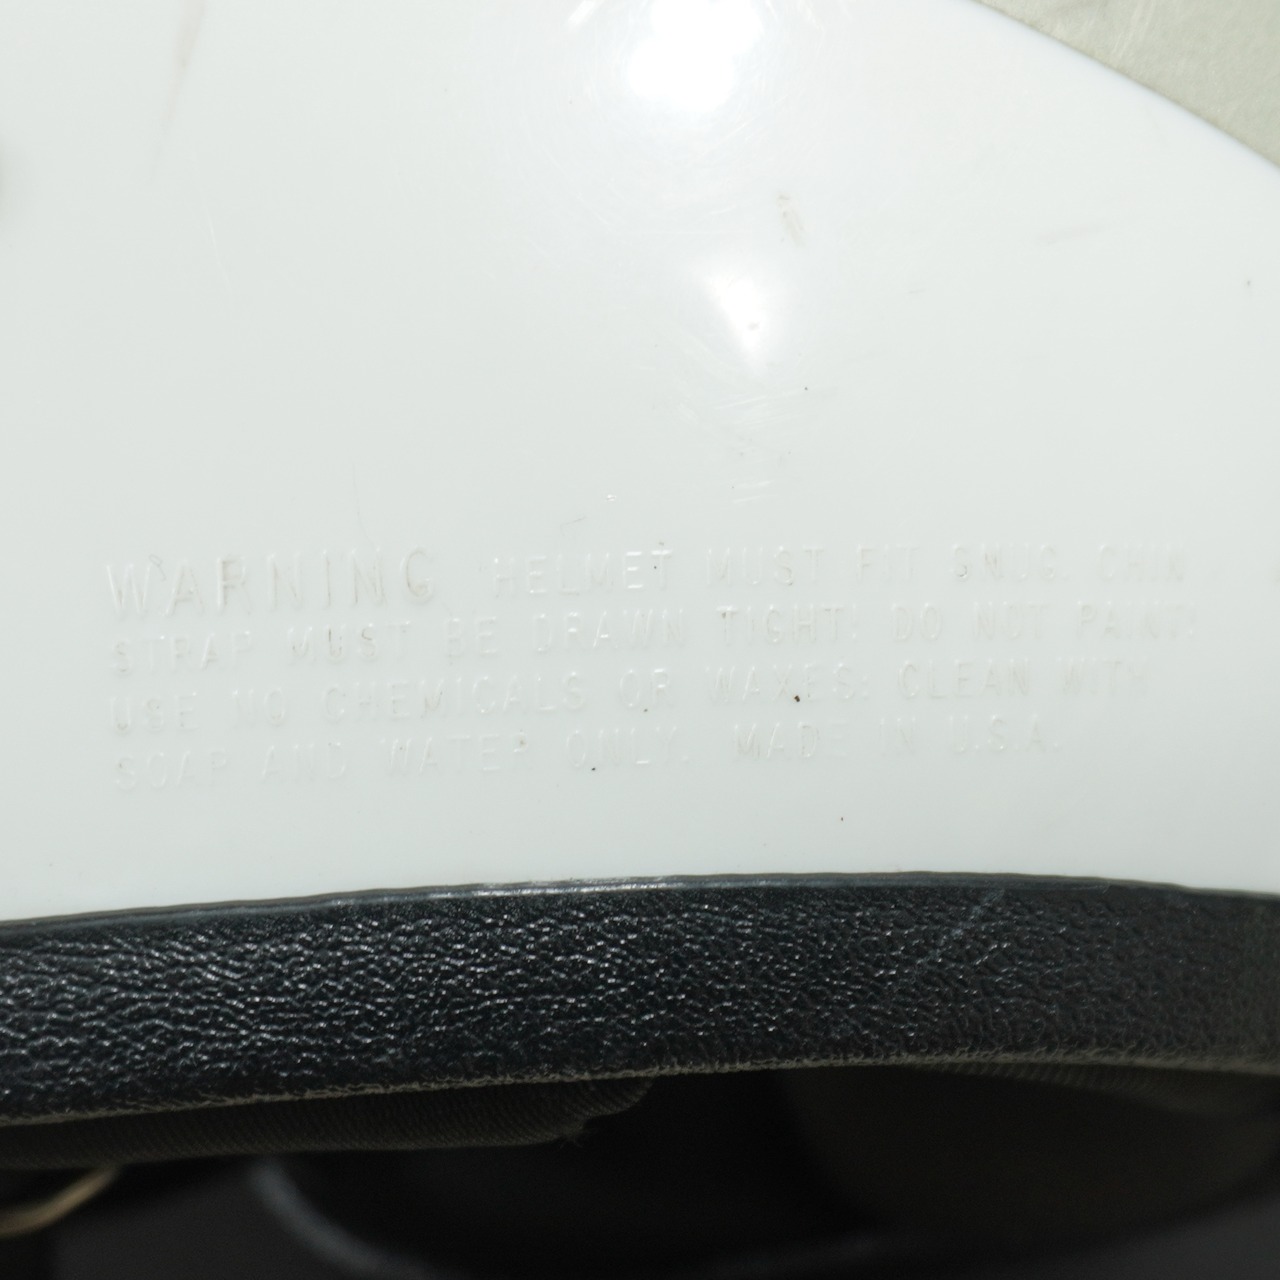 WARNING HELMET MUST FIT SNUG. CHIN
STRAP MUST BE DRAWN TIGHT: DO NOT PAINT:
USE NO CHEMICALS OR WAXES: CLEAN WITH
SOAP AND WATER ONLY. MADE IN U.S.A.